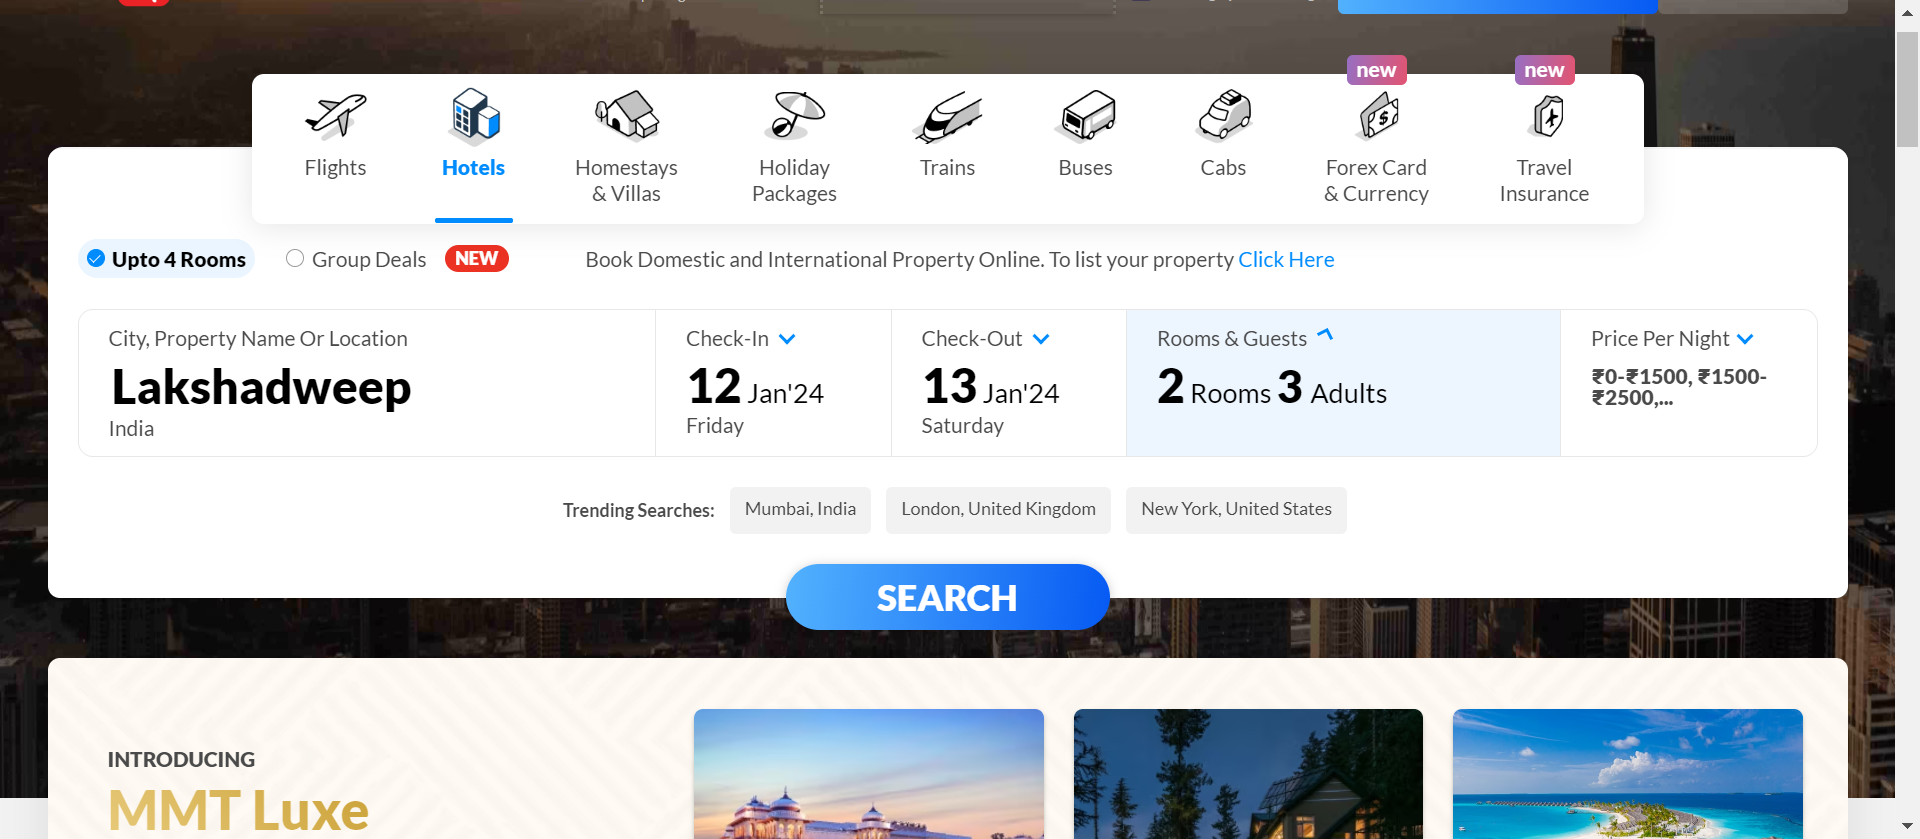 new
new
Flights
Hotels
Homestays
& Villas
Holiday
Packages
Trains
Buses
Cabs
Forex Card
& Currency
Travel
Insurance
Upto 4 Rooms
Group Deals
NEW
Book Domestic and International Property Online. To list your property Click Here
City, Property Name Or Location
Lakshadweep
India
Check-In
12 Jan'24
Friday
Check-Out
13 Jan'24
Saturday
Rooms & Guests
2 Rooms 3 Adults
Price Per Night
₹0-₹1500, ₹1500-
₹2500,...
Trending Searches:
Mumbai, India
London, United Kingdom
New York, United States
SEARCH
INTRODUCING
MMT Luxe